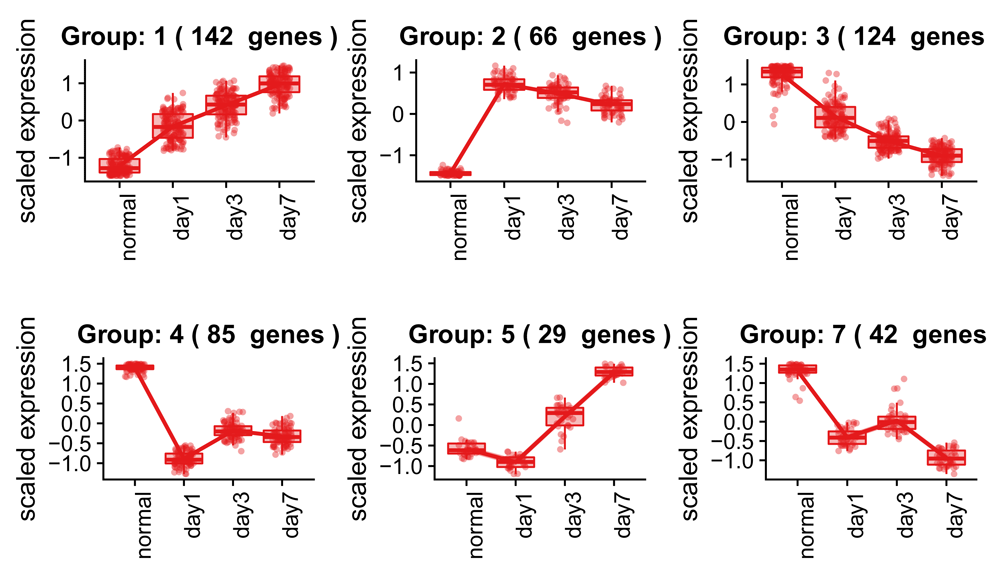 Group: 1 ( 142 genes )
scaled expression
1
0
−1
normal
day1
day3
day7
Group: 2 ( 66 genes )
scaled expression
1
0
−1
normal
day1
day3
day7
Group: 3 ( 124 genes
scaled expression
1
0
−1
normal
day1
day3
day7
Group: 4 ( 85 genes )
scaled expression
1.5
1.0
0.5
0.0
−0.5
−1.0
normal
day1
day3
day7
Group: 5 ( 29 genes )
scaled expression
1.5
1.0
0.5
0.0
−0.5
−1.0
normal
day1
day3
day7
Group: 7 ( 42 genes
scaled expression
1.5
1.0
0.5
0.0
−0.5
−1.0
normal
day1
day3
day7